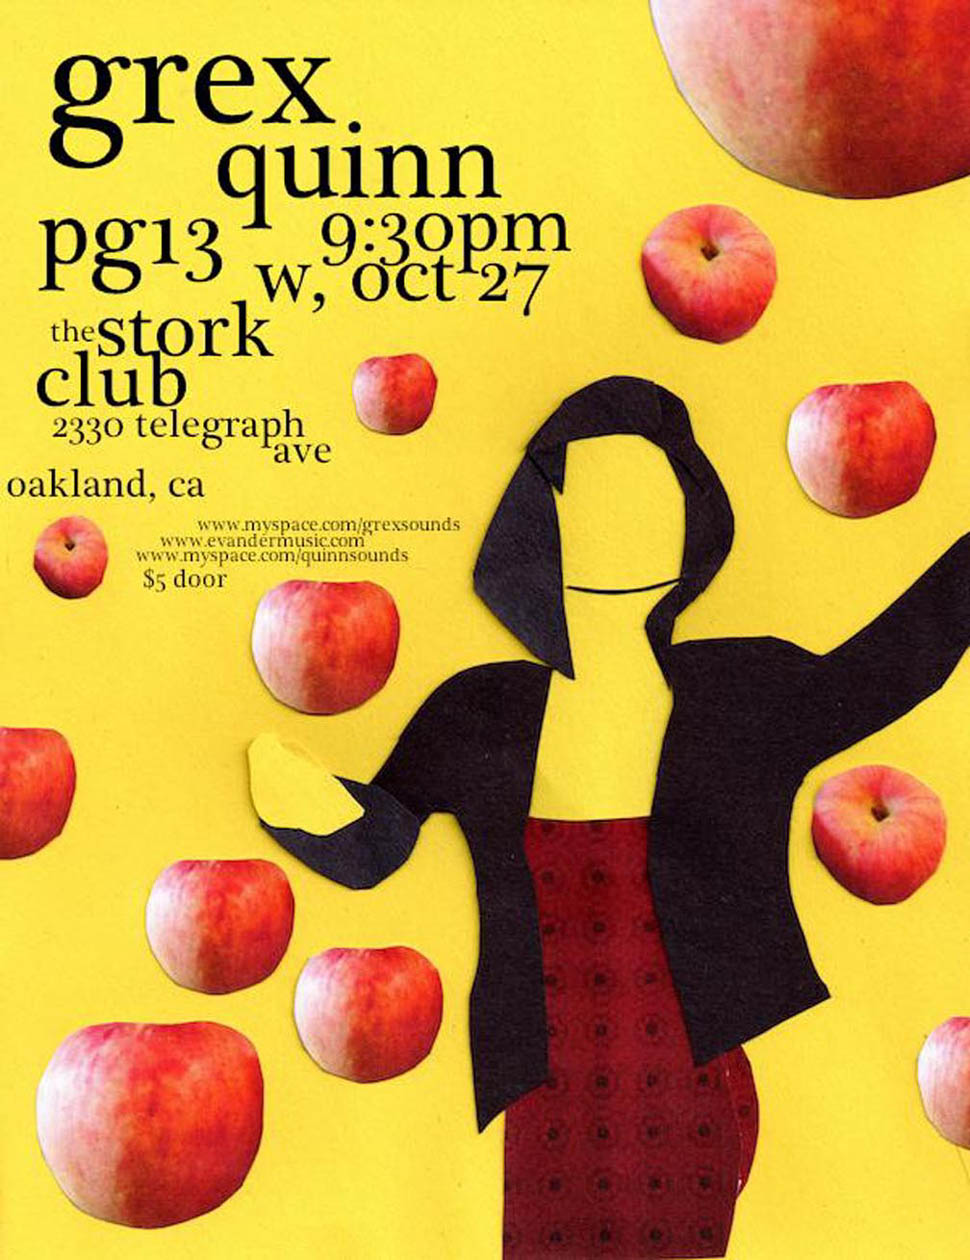 grex
quinn
pg13
9:30pm
w, oct 27
the stork
club
2330 telegraph
ave
oakland, ca
www.myspace.com/grexsounds
www.evandermusic.com
www.myspace.com/quinnsounds
$5 door